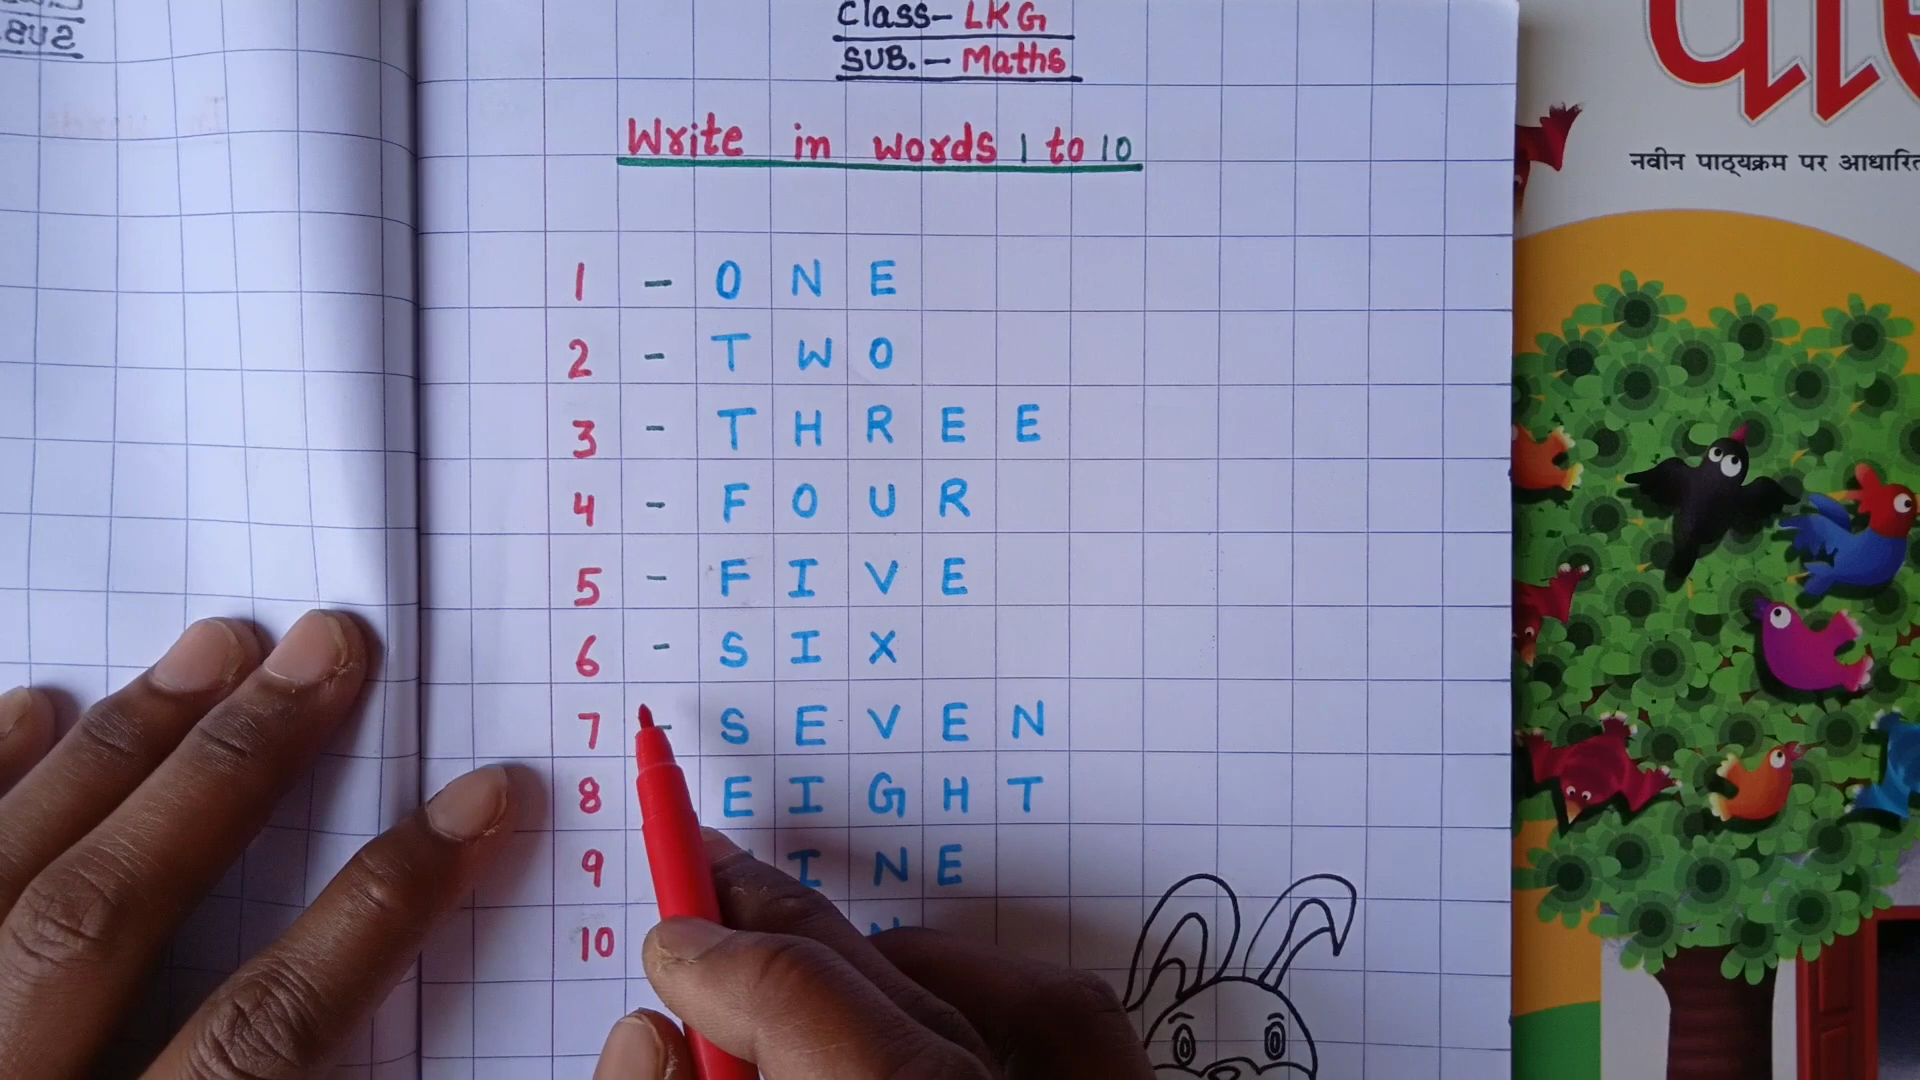 Class- LKG
SUB.- Maths
Write in words 1 to 10
1 - ONE
2 - TWO
3 - THREE
4 - FOUR
5 - FIVE
6 - SIX
7 - SEVEN
8 EIGHT
9 INE
10 N
नवीन पाठ्यक्रम पर